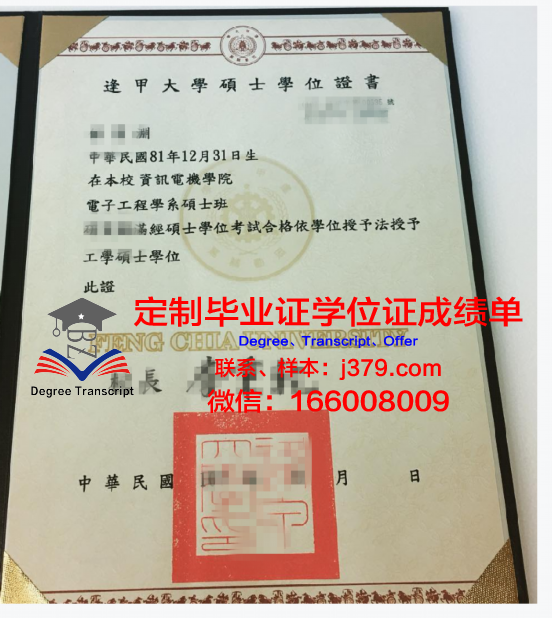 逢甲大學碩士學位證書
號
中華民國81年12月31日生
在本校 資訊電機學院
電子工程學系碩士班
經碩士學位考試合格依學位授予法授予
工學碩士學位
此證
定制毕业证学位证成绩单
FENG CHIA UNIVERSITY
Degree、Transcript、Offer
BZ
Degree Transcript
長
联系、样本：j379.com
微信：166008009
中華民國 月 日